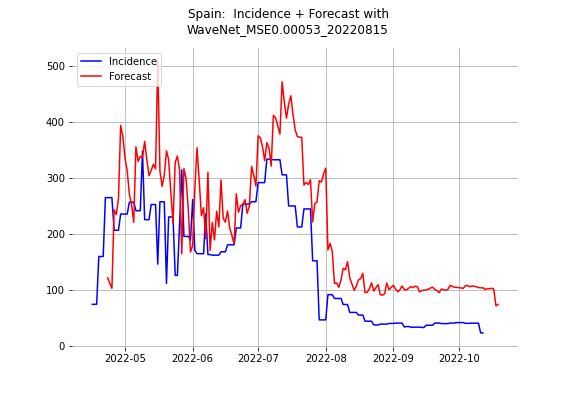 Spain:  Incidence + Forecast with
WaveNet_MSE0.00053_20220815
Incidence
Forecast
500
400
300
200
100
0
2022-05 2022-06 2022-07 2022-08 2022-09 2022-10